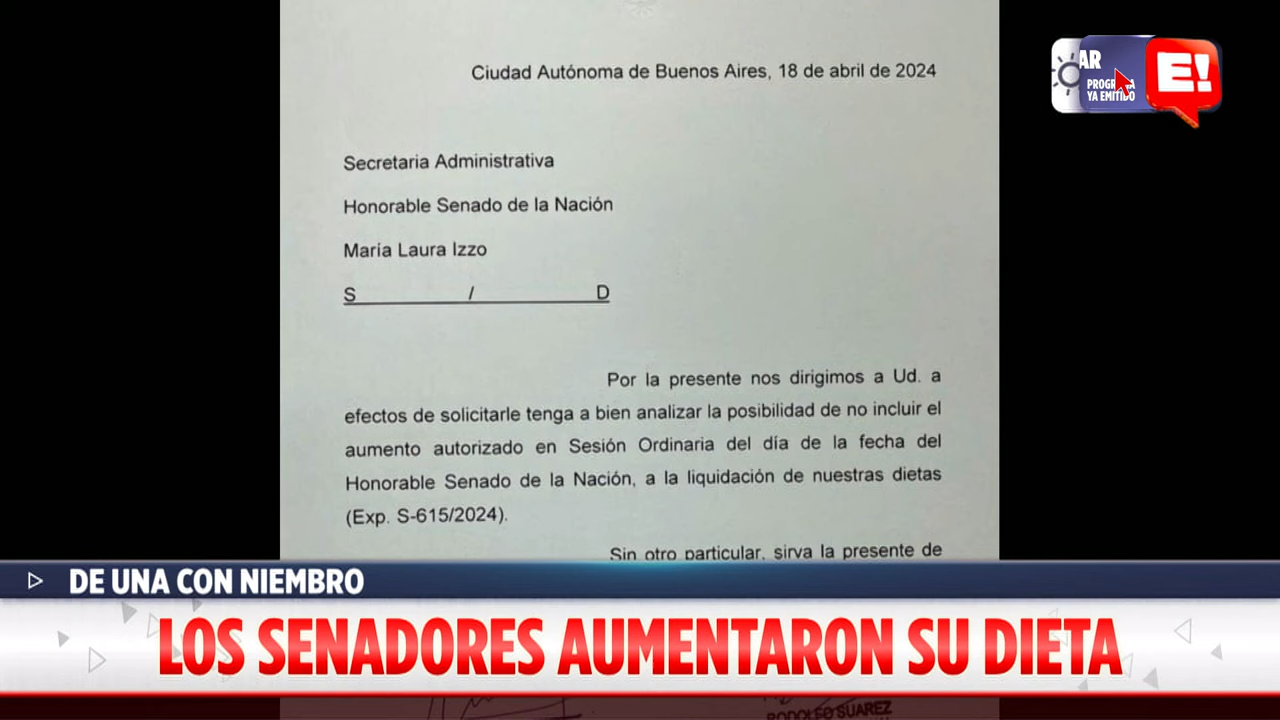 Ciudad Autónoma de Buenos Aires, 18 de abril de 2024
AR
YA EMITIDO
E!
Secretaria Administrativa
Honorable Senado de la Nación
María Laura Izzo
S / D
Por la presente nos dirigimos a Ud. a
efectos de solicitarle tenga a bien analizar la posibilidad de no incluir el
aumento autorizado en Sesión Ordinaria del día de la fecha del
Honorable Senado de la Nación, a la liquidación de nuestras dietas
(Exp. S-615/2024).
Sin otro particular, sirva la presente de
DE UNA CON NIEMBRO
LOS SENADORES AUMENTARON SU DIETA
RODOLFO SUAREZ